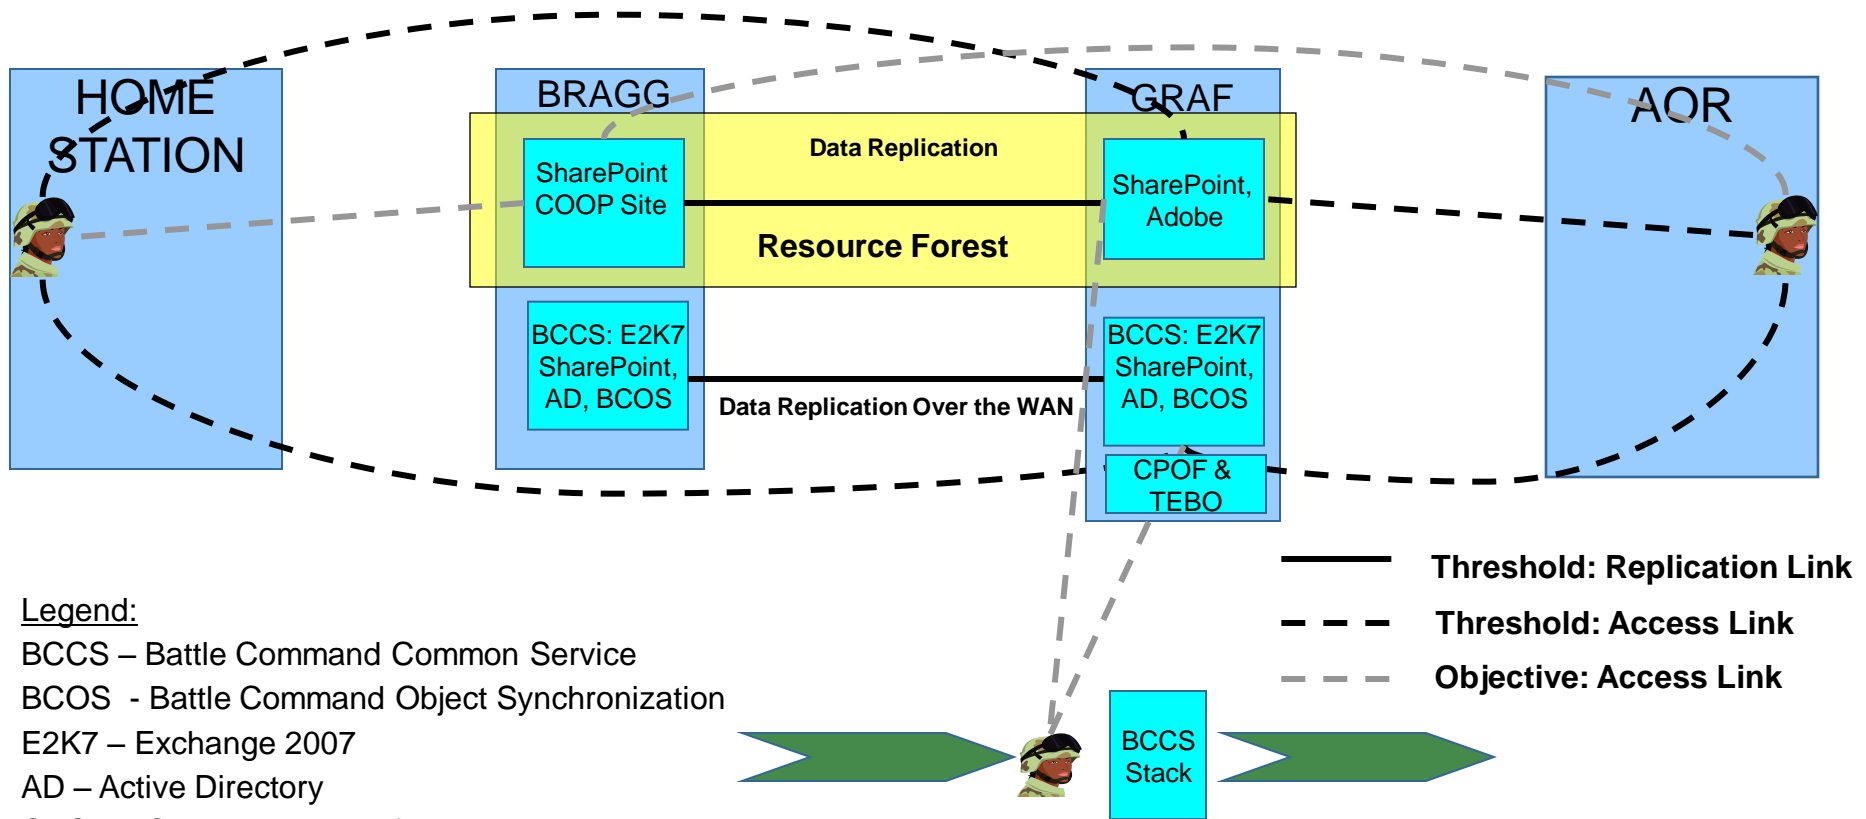 HOME
STATION
BRAGG
GRAF
AOR
SharePoint
COOP Site
Data Replication
SharePoint,
Adobe
Resource Forest
BCCS: E2K7
SharePoint,
AD, BCOS
Data Replication Over the WAN
BCCS: E2K7
SharePoint,
AD, BCOS
CPOF &
TEBO
Threshold: Replication Link
Threshold: Access Link
Objective: Access Link
Legend:
BCCS – Battle Command Common Service
BCOS - Battle Command Object Synchronization
E2K7 – Exchange 2007
AD – Active Directory
BCCS
Stack